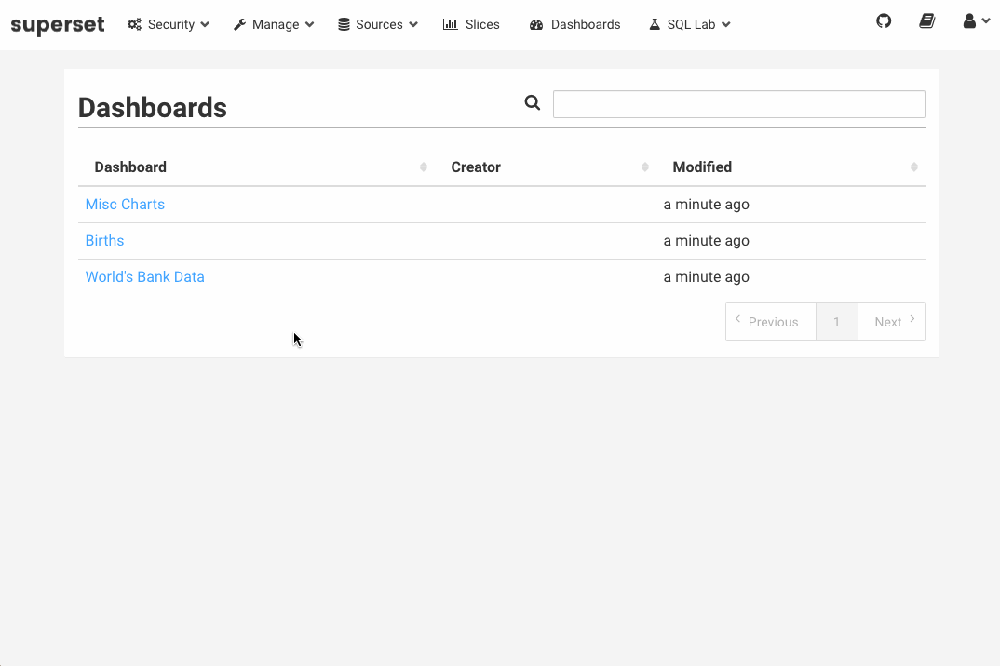 superset Security Manage Sources Slices Dashboards SQL Lab
Dashboards
Dashboard Creator Modified
Misc Charts a minute ago
Births a minute ago
World's Bank Data a minute ago
Previous 1 Next